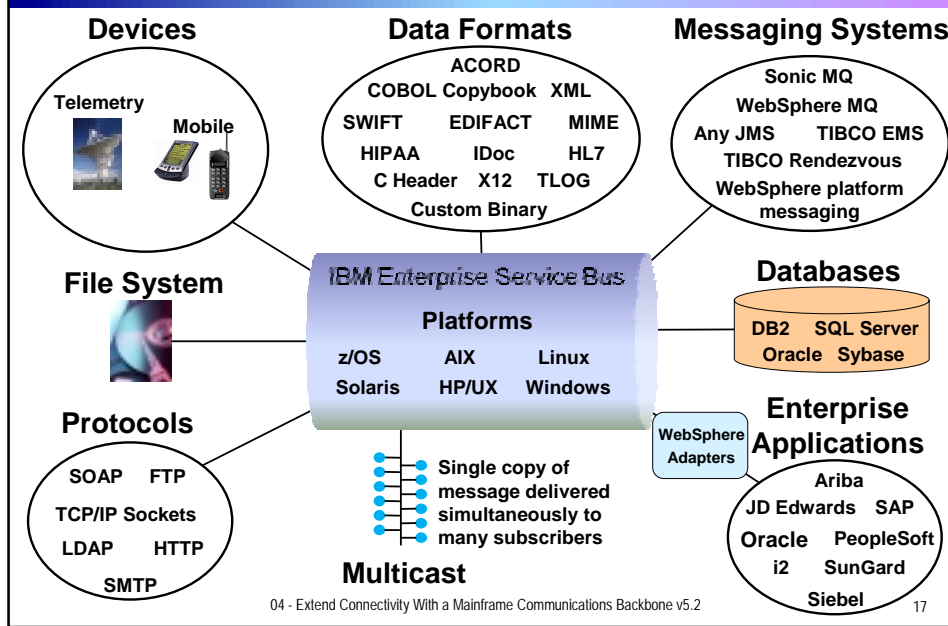 Devices
Data Formats
Messaging Systems
Telemetry
Mobile
ACORD
COBOL Copybook XML
SWIFT EDIFACT MIME
HIPAA IDoc HL7
C Header X12 TLOG
Custom Binary
Sonic MQ
WebSphere MQ
Any JMS TIBCO EMS
TIBCO Rendezvous
WebSphere platform
messaging
File System
IBM Enterprise Service Bus
Platforms
z/OS AIX Linux
Solaris HP/UX Windows
Databases
DB2 SQL Server
Oracle Sybase
Protocols
SOAP FTP
TCP/IP Sockets
LDAP HTTP
SMTP
Single copy of
message delivered
simultaneously to
many subscribers
Multicast
WebSphere
Adapters
Enterprise
Applications
Ariba
JD Edwards SAP
Oracle PeopleSoft
i2 SunGard
Siebel
04 - Extend Connectivity With a Mainframe Communications Backbone v5.2
17